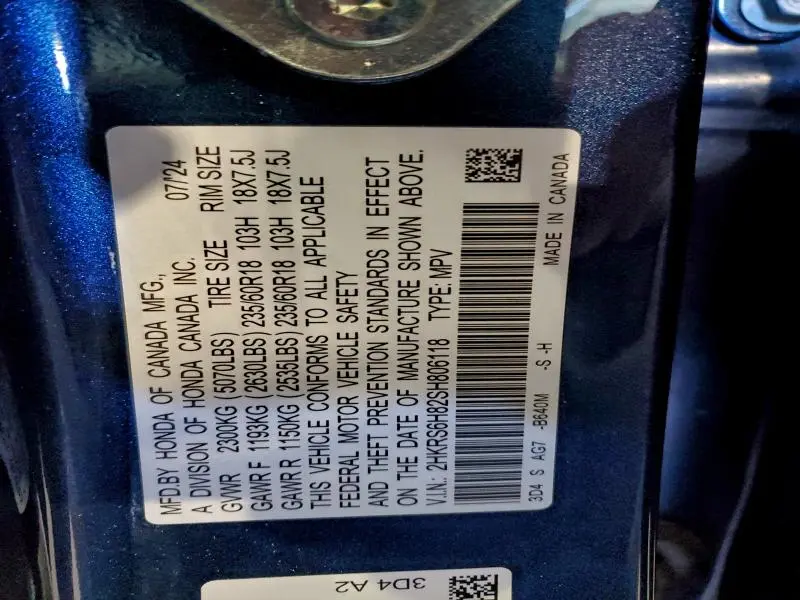 MFD.BY HONDA OF CANADA MFG., 07/24
A DIVISION OF HONDA CANADA INC.
GVWR 2300KG (5070LBS) TIRE SIZE RIM SIZE
GAWR F 1193KG (2630LBS) 235/60R18 103H 18X7.5J
GAWR R 1150KG (2535LBS) 235/60R18 103H 18X7.5J
THIS VEHICLE CONFORMS TO ALL APPLICABLE
FEDERAL MOTOR VEHICLE SAFETY
AND THEFT PREVENTION STANDARDS IN EFFECT
ON THE DATE OF MANUFACTURE SHOWN ABOVE.
V.I.N.: 2HKRS6H82SH806118 TYPE: MPV
3D4 S AG7 -B640M -S -H MADE IN CANADA
3D4 A2